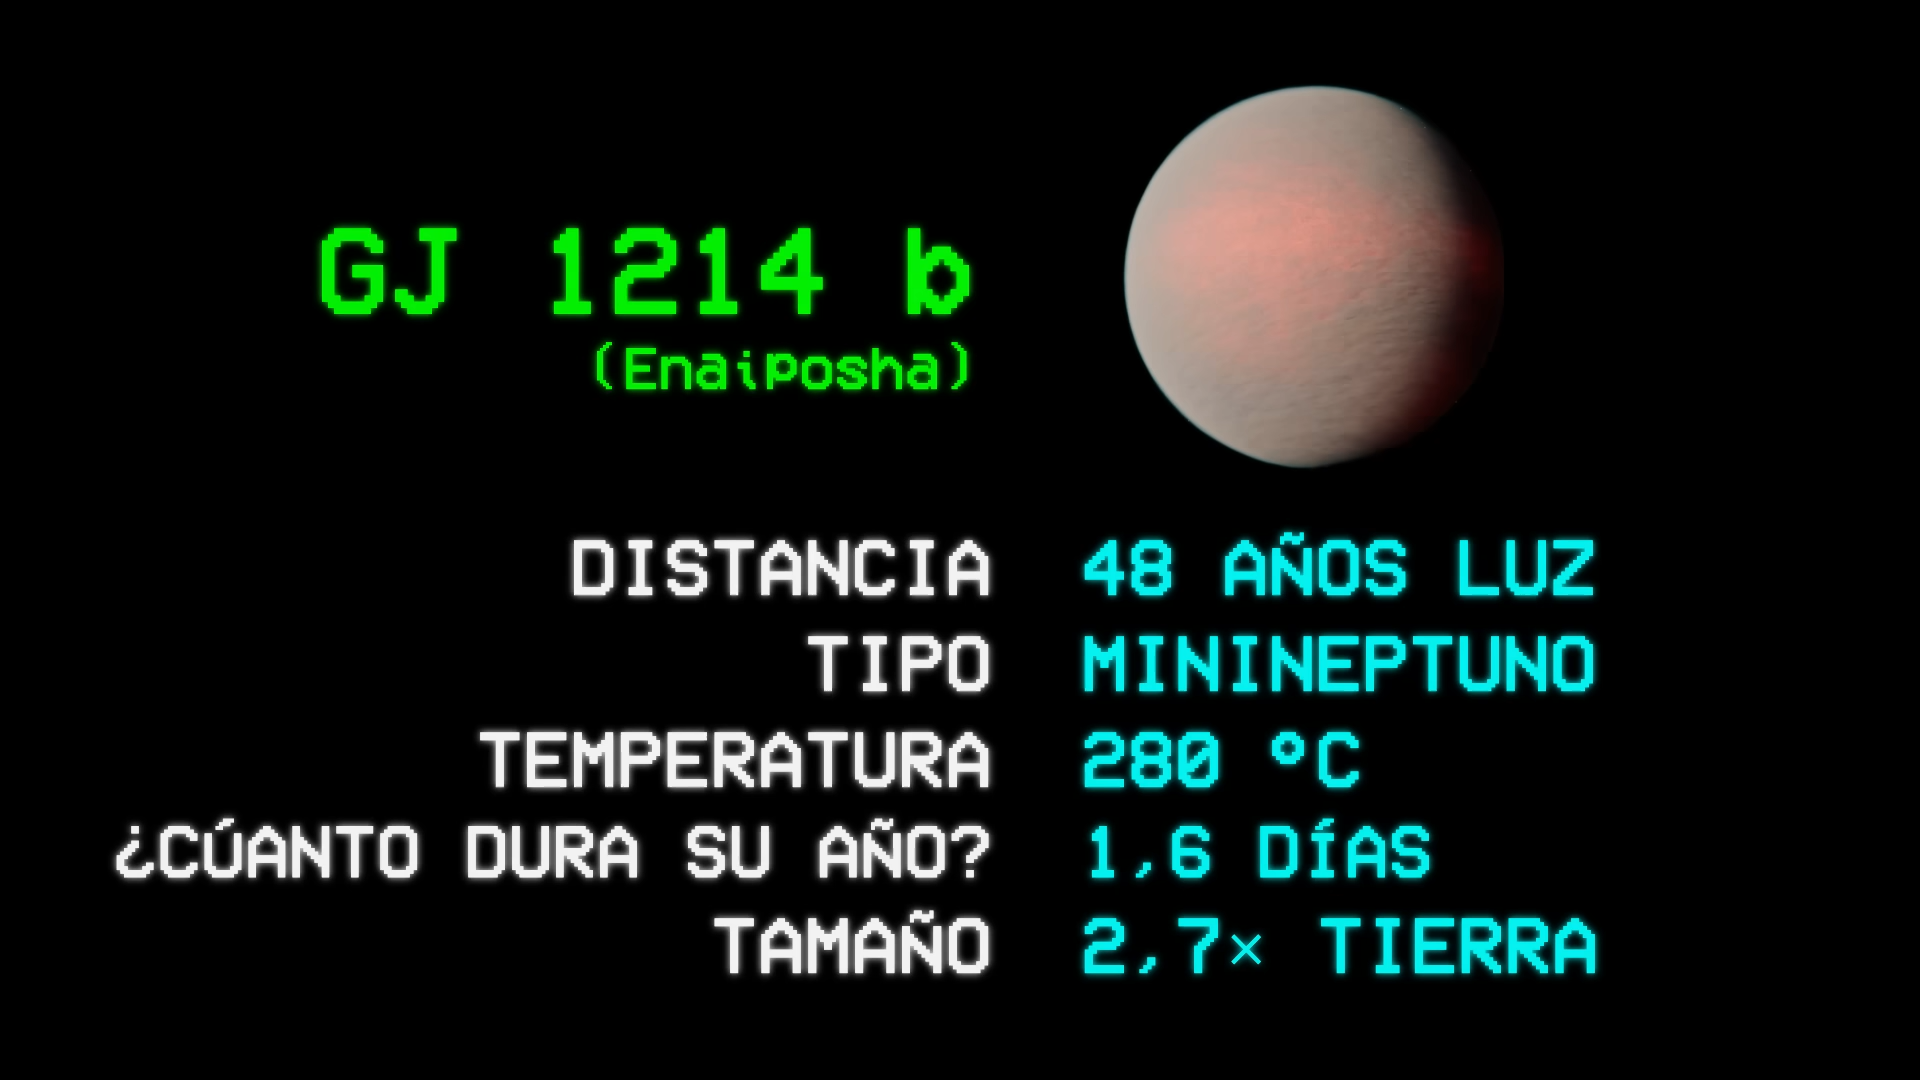 GJ 1214 b
(Enaiposha)
DISTANCIA 48 AÑOS LUZ
TIPO MININEPTUNO
TEMPERATURA 280 ºC
¿CÚANTO DURA SU AÑO? 1,6 DÍAS
TAMAÑO 2,7× TIERRA